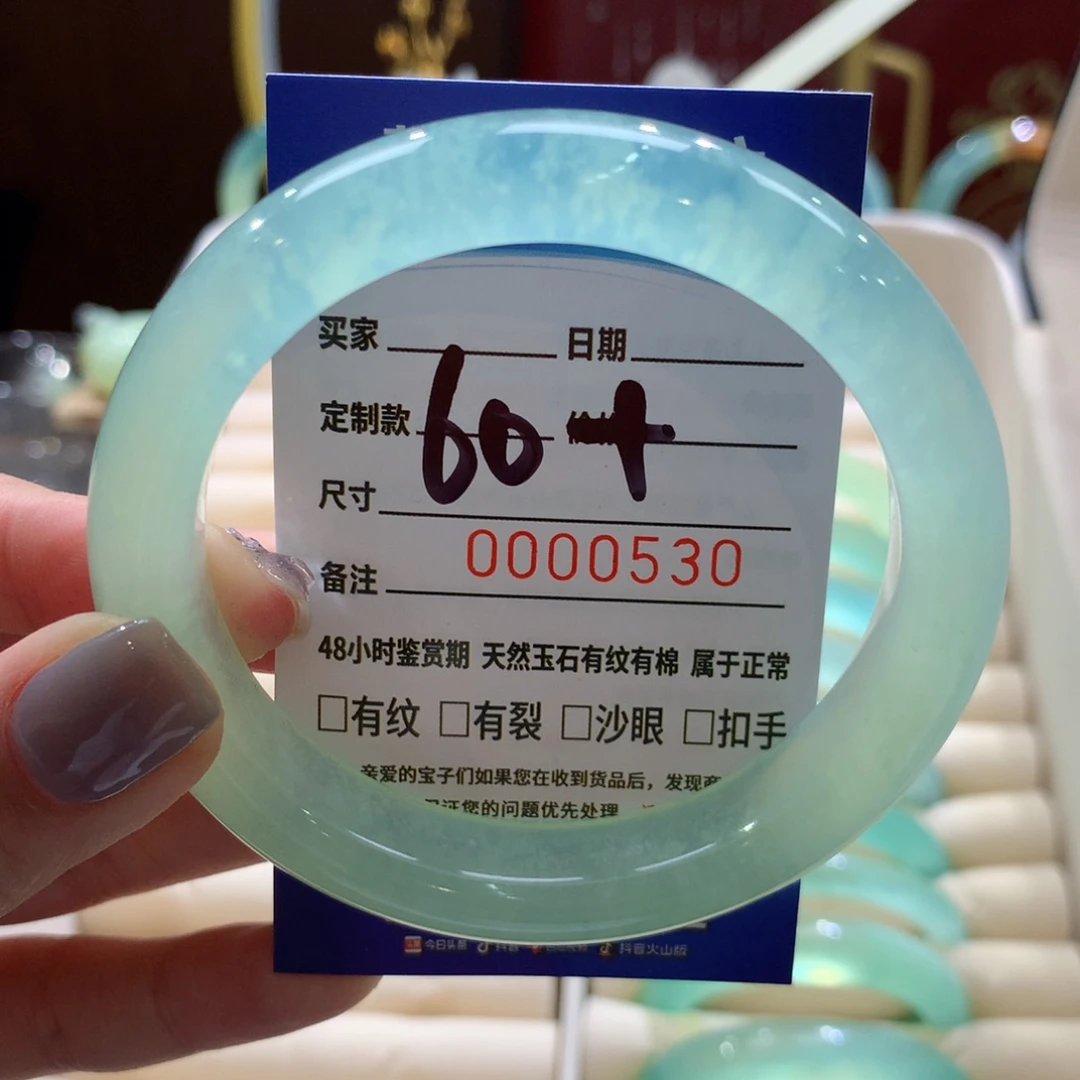 买家 日期
定制款 60+
尺寸
0000530
备注
48小时鉴赏期 天然玉石有纹有棉 属于正常
□有纹 □有裂 □沙眼 □扣手
亲爱的宝子们如果您在收到货品后，发现
证您的问题优先处理
今日头条 抖音 抖音火山版